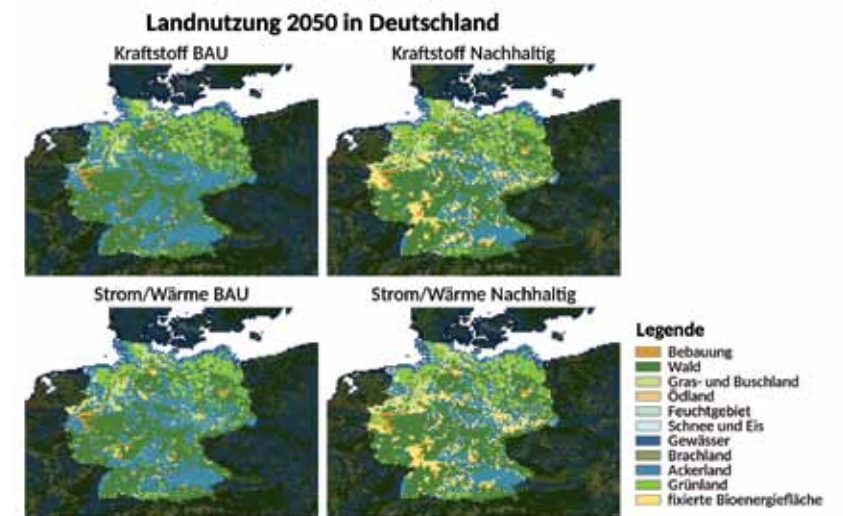 Landnutzung 2050 in Deutschland
Kraftstoff BAU
Kraftstoff Nachhaltig
Strom/Wärme BAU
Strom/Wärme Nachhaltig
Legende
Bebauung
Wald
Gras- und Buschland
Ödland
Feuchtgebiet
Schnee und Eis
Gewässer
Brachland
Ackerland
Grünland
fixierte Bioenergiefläche